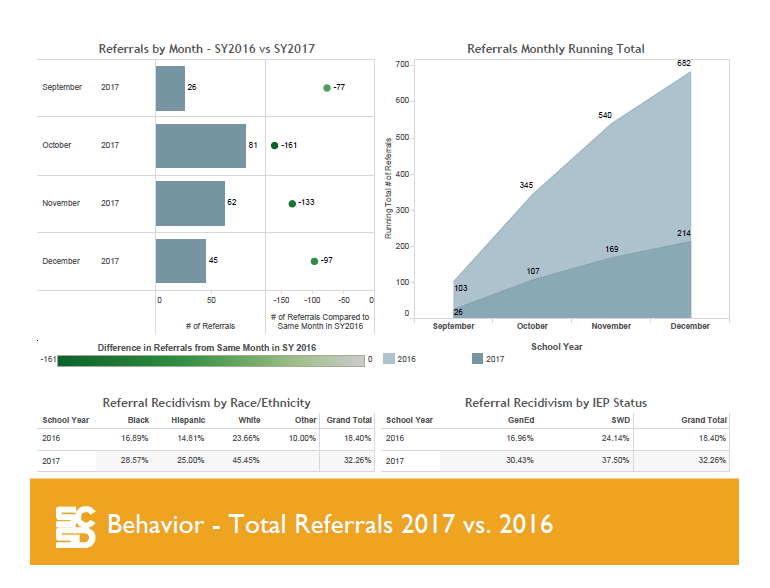 Referrals by Month - SY2016 vs SY2017
September 2017 26 -77
October 2017 81 -161
November 2017 62 -133
December 2017 45 -97
0 50 -150 -100 -50 0
# of Referrals
# of Referrals Compared to
Same Month in SY2016
Difference in Referrals from Same Month in SY 2016
-161 0
Referrals Monthly Running Total
Running Total # of Referrals
700
600
500
400
300
200
100
0
682
540
345
214
169
107
103
26
September October November December
School Year
2016 2017
Referral Recidivism by Race/Ethnicity
School Year Black Hispanic White Other Grand Total
2016 16.89% 14.81% 23.66% 10.00% 18.40%
2017 28.57% 25.00% 45.45% 32.26%
Referral Recidivism by IEP Status
School Year GenEd SWD Grand Total
2016 16.96% 24.14% 18.40%
2017 30.43% 37.50% 32.26%
SCSD
Behavior - Total Referrals 2017 vs. 2016